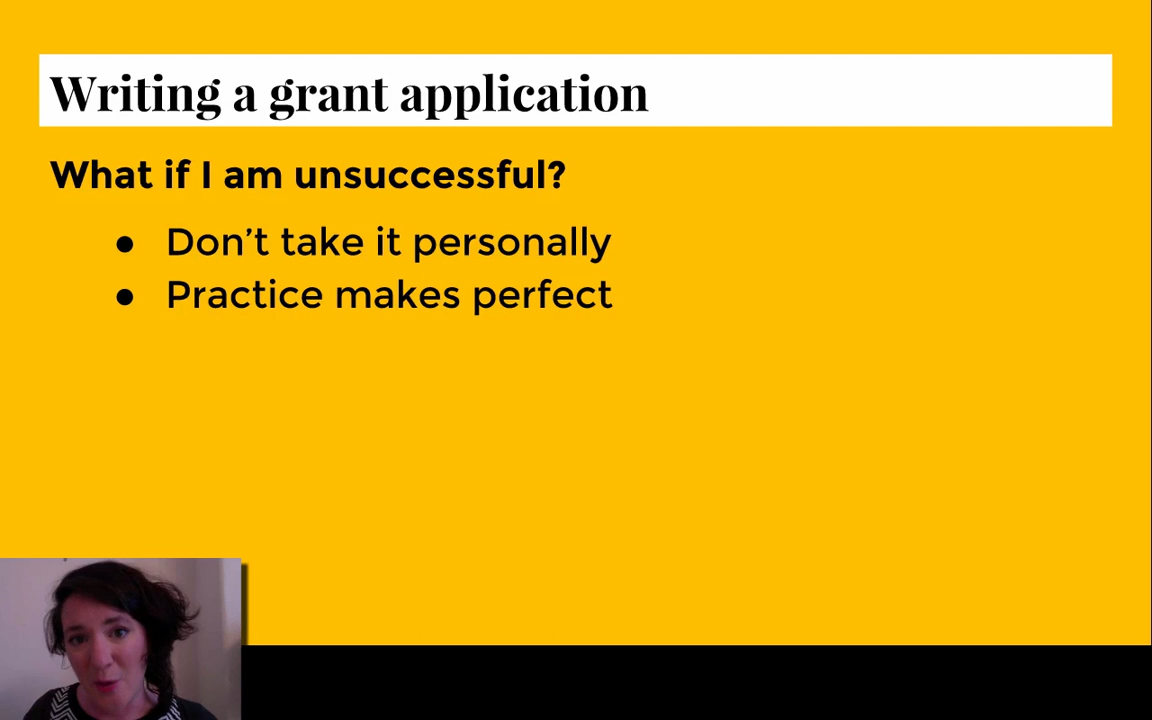 Writing a grant application
What if I am unsuccessful?
● Don’t take it personally
● Practice makes perfect